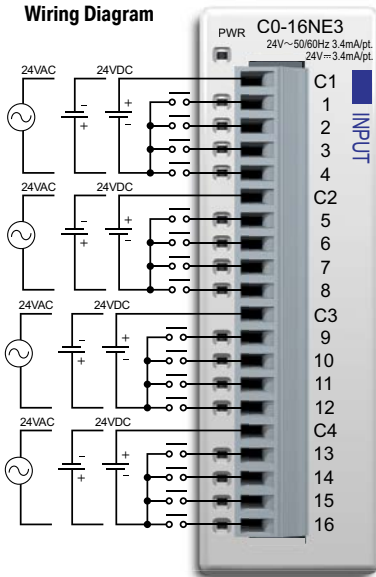 Wiring Diagram
PWR C0-16NE3
24V～50/60Hz 3.4mA/pt.
24V⎓3.4mA/pt.
24VAC 24VDC C1
1
2
3
4
24VAC 24VDC C2
5
6
7
8
24VAC 24VDC C3
9
10
11
12
24VAC 24VDC C4
13
14
15
16
INPUT